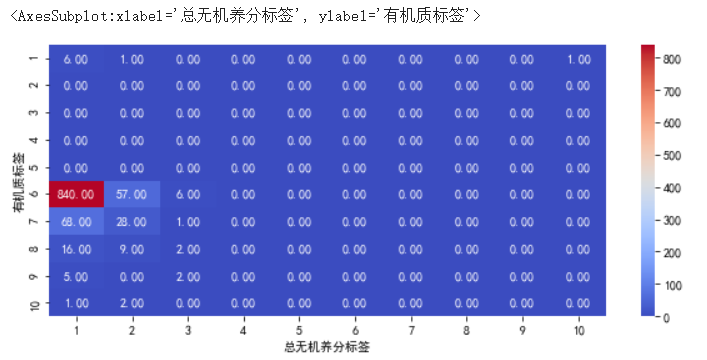 <AxesSubplot:xlabel='总无机养分标签', ylabel='有机质标签'>
1 6.00 1.00 0.00 0.00 0.00 0.00 0.00 0.00 0.00 1.00
2 0.00 0.00 0.00 0.00 0.00 0.00 0.00 0.00 0.00 0.00
3 0.00 0.00 0.00 0.00 0.00 0.00 0.00 0.00 0.00 0.00
4 0.00 0.00 0.00 0.00 0.00 0.00 0.00 0.00 0.00 0.00
5 0.00 0.00 0.00 0.00 0.00 0.00 0.00 0.00 0.00 0.00
6 840.00 57.00 6.00 0.00 0.00 0.00 0.00 0.00 0.00 0.00
7 68.00 28.00 1.00 0.00 0.00 0.00 0.00 0.00 0.00 0.00
8 16.00 9.00 2.00 0.00 0.00 0.00 0.00 0.00 0.00 0.00
9 5.00 0.00 2.00 0.00 0.00 0.00 0.00 0.00 0.00 0.00
10 1.00 2.00 0.00 0.00 0.00 0.00 0.00 0.00 0.00 0.00
有机质标签
1 2 3 4 5 6 7 8 9 10
总无机养分标签
800
700
600
500
400
300
200
100
0